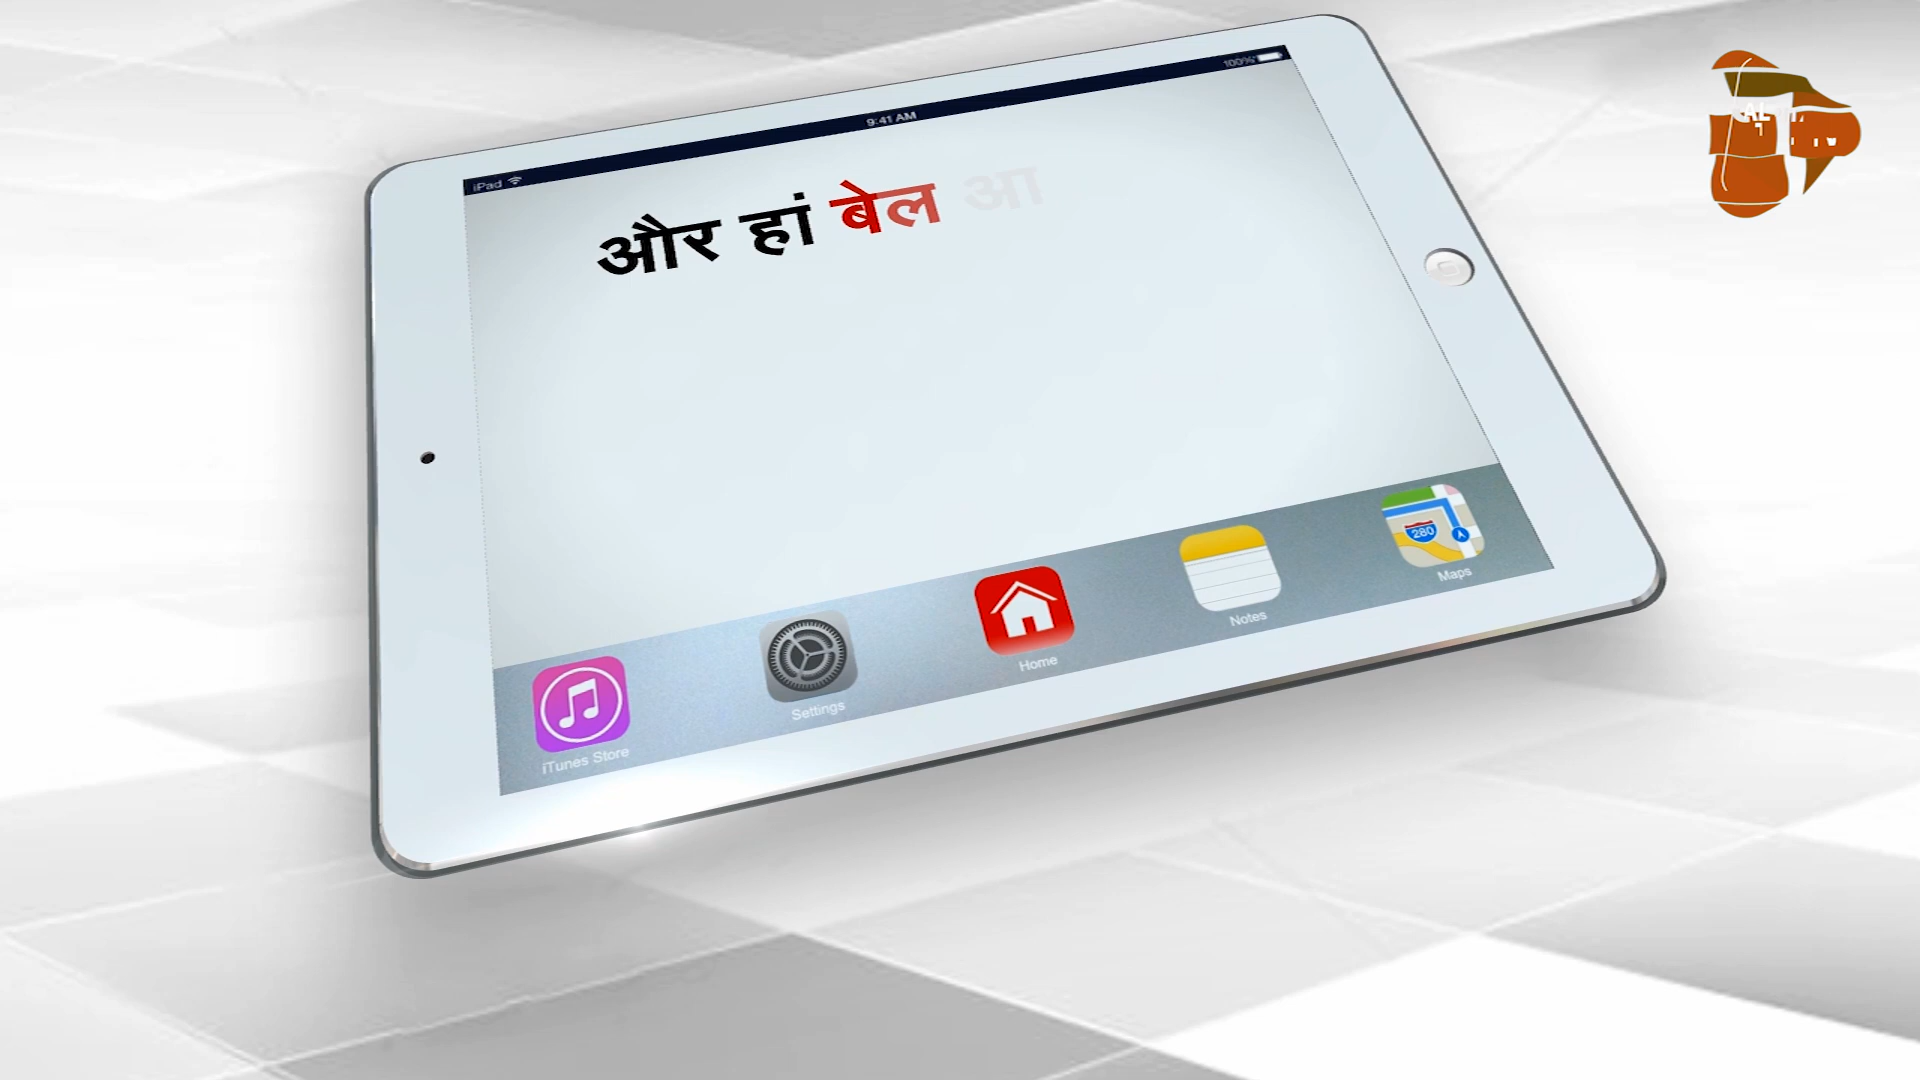 iPad
9:41 AM
100%
और हां बेल आ
iTunes Store
Settings
Home
Notes
280
Maps